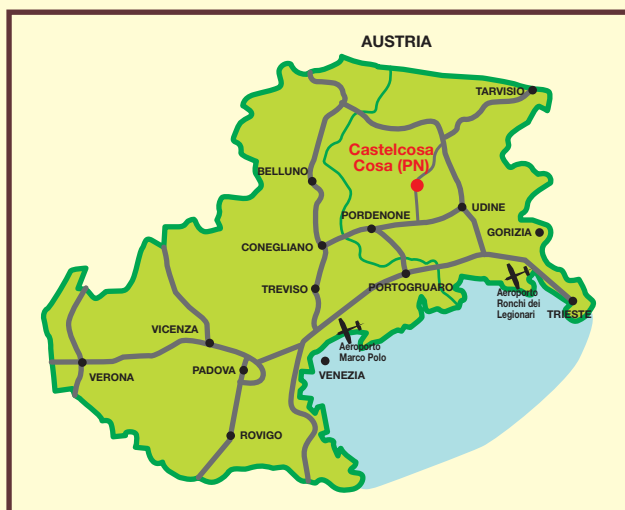 AUSTRIA
TARVISIO
Castelcosa
Cosa (PN)
BELLUNO
UDINE
PORDENONE
GORIZIA
CONEGLIANO
TREVISO
PORTOGRUARO
Aeroporto
Ronchi dei
Legionari
TRIESTE
VICENZA
Aeroporto
Marco Polo
VENEZIA
PADOVA
VERONA
ROVIGO